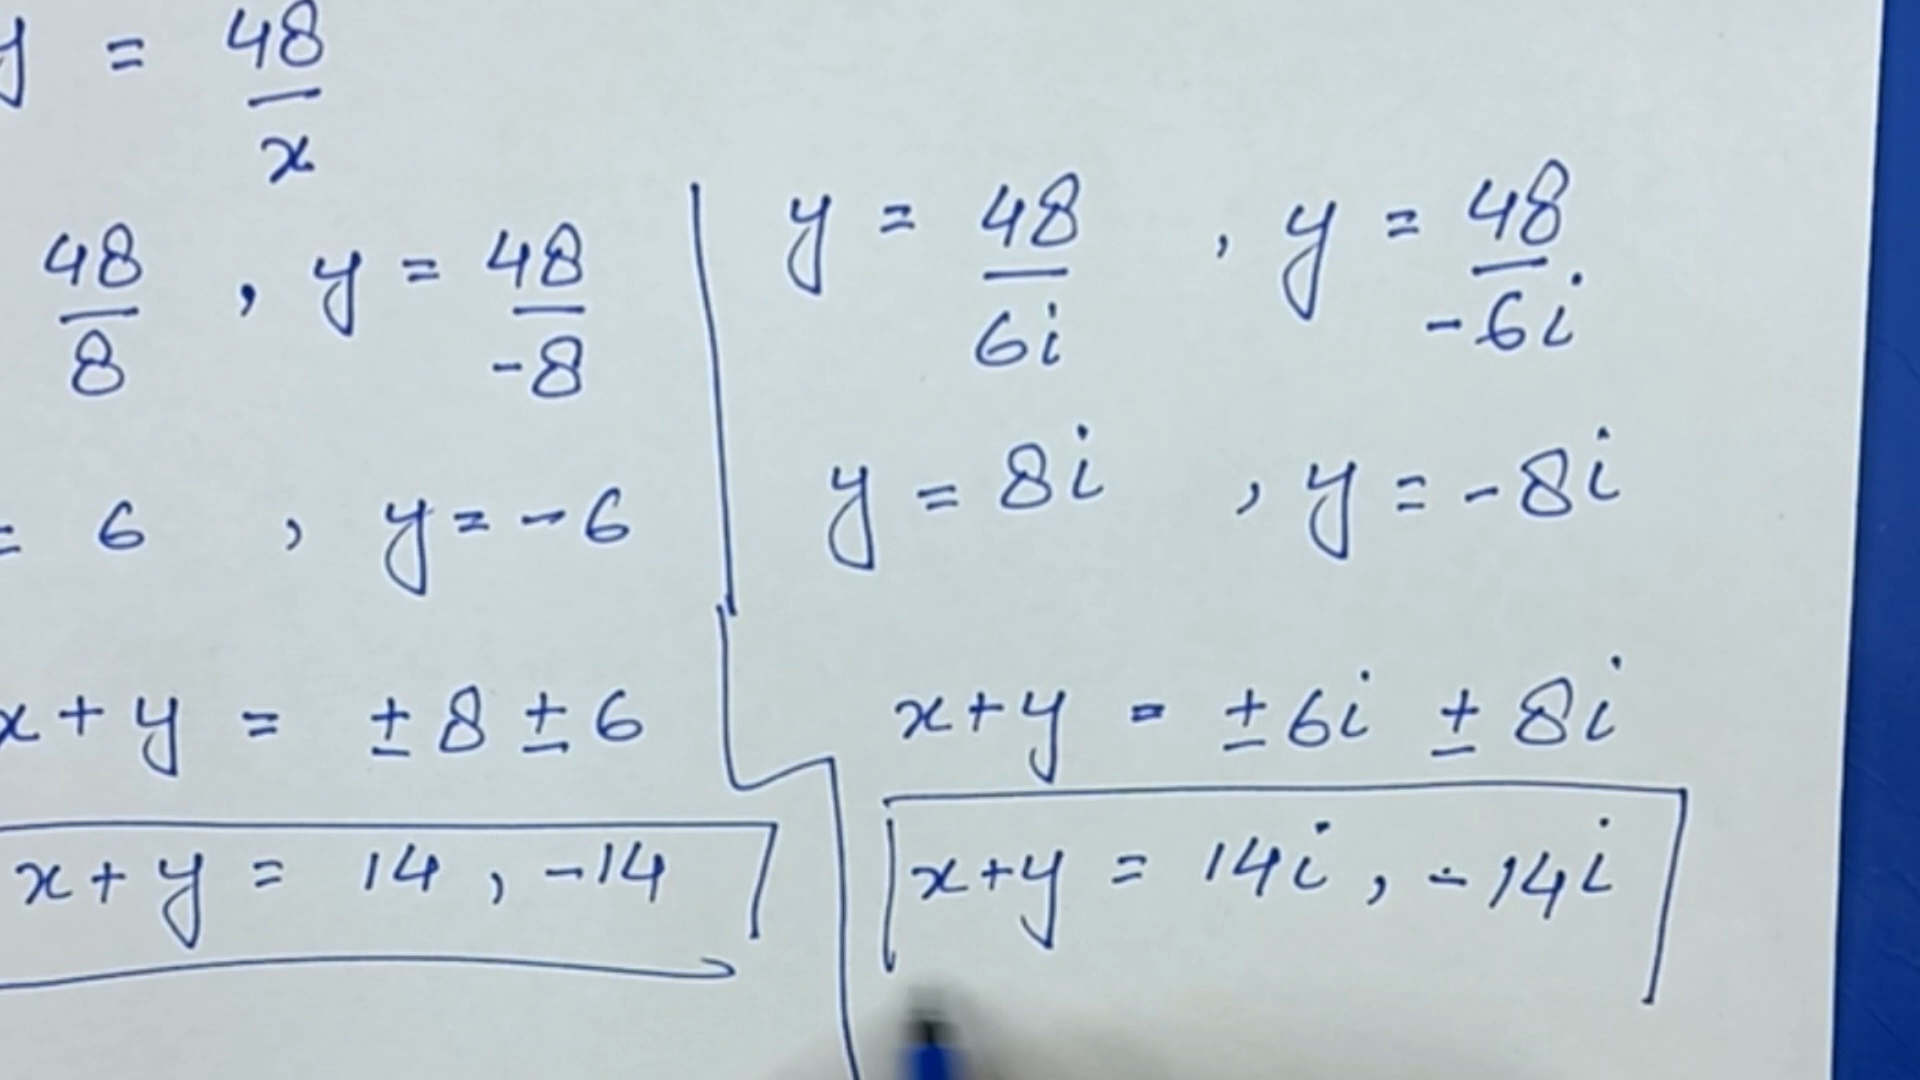 y = 48/x
48/8 , y = 48/-8
= 6 , y = -6
x + y = ± 8 ± 6
x + y = 14 , -14
y = 48/6i , y = 48/-6i
y = 8i , y = -8i
x+y = ±6i ± 8i
x+y = 14i , -14i